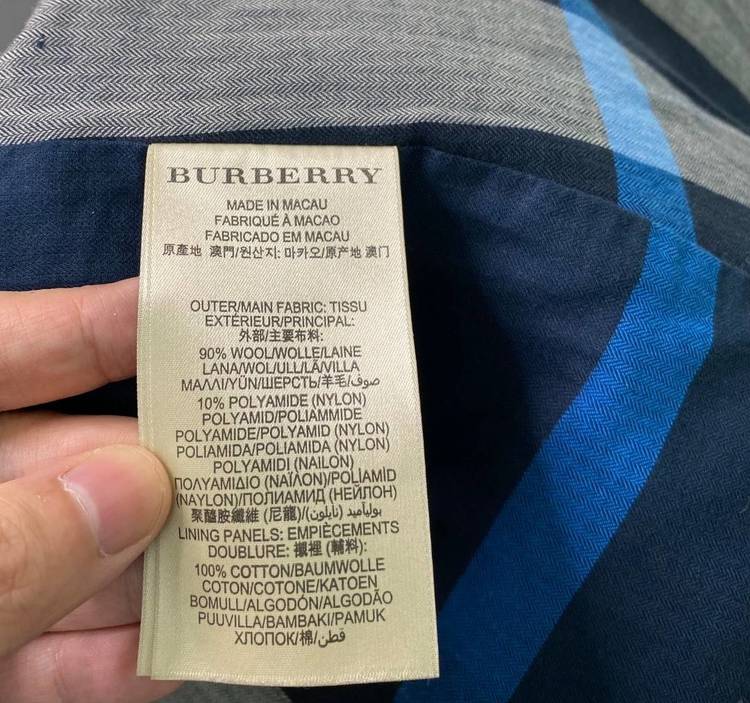 BURBERRY
MADE IN MACAU
FABRIQUÉ À MACAO
FABRICADO EM MACAU
原產地 澳門/원산지: 마카오/原产地 澳门
OUTER/MAIN FABRIC: TISSU
EXTÉRIEUR/PRINCIPAL:
外部/主要布料:
90% WOOL/WOLLE/LAINE
LANA/WOL/ULL/LÃ/VILLA
ΜΑΛΛΙ/YÜN/ШЕРСТЬ/羊毛/صوف
10% POLYAMIDE (NYLON)
POLYAMID/POLIAMMIDE
POLYAMIDE/POLYAMID (NYLON)
POLIAMIDA/POLIAMIDA (NYLON)
POLYAMIDI (NAILON)
ΠΟΛΥΑΜΙΔΙΟ (ΝΑΪΛΟΝ)/POLİAMİD
(NAYLON)/ПОЛИАМИД (НЕЙЛОН)
聚醯胺纖維 (尼龍)/(نايلون) بولياميد
LINING PANELS: EMPIÈCEMENTS
DOUBLURE: 襯裡 (輔料):
100% COTTON/BAUMWOLLE
COTON/COTONE/KATOEN
BOMULL/ALGODÓN/ALGODÃO
PUUVILLA/ΒΑΜΒΑΚΙ/PAMUK
ХЛОПОК/棉/قطن